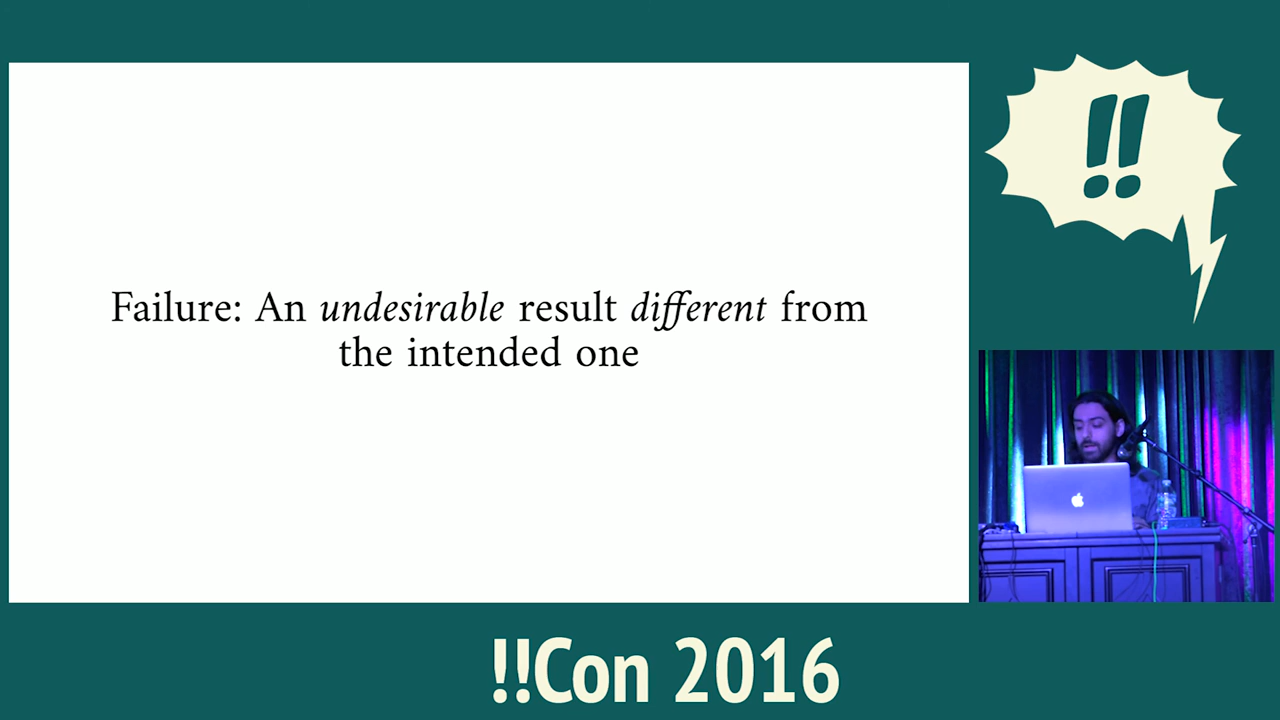 !!
Failure: An undesirable result different from
the intended one
!!Con 2016